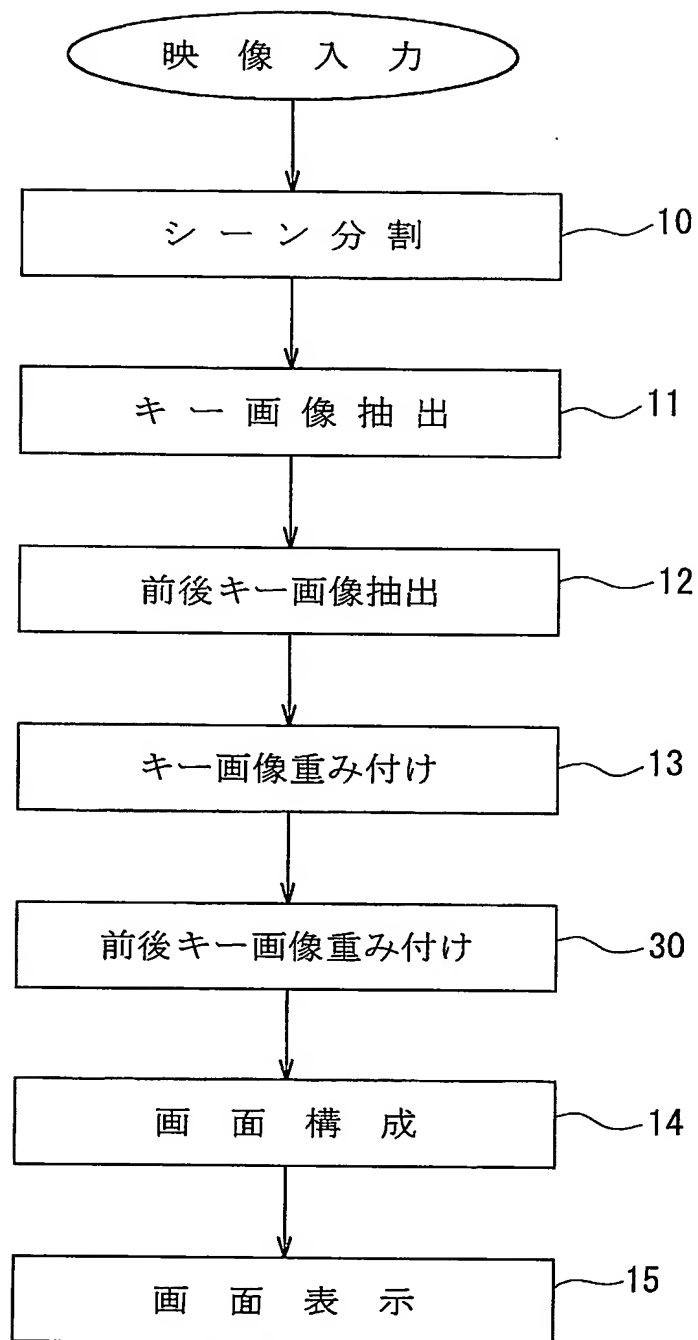 映像入力
シーン分割 10
キー画像抽出 11
前後キー画像抽出 12
キー画像重み付け 13
前後キー画像重み付け 30
画面構成 14
画面表示 15